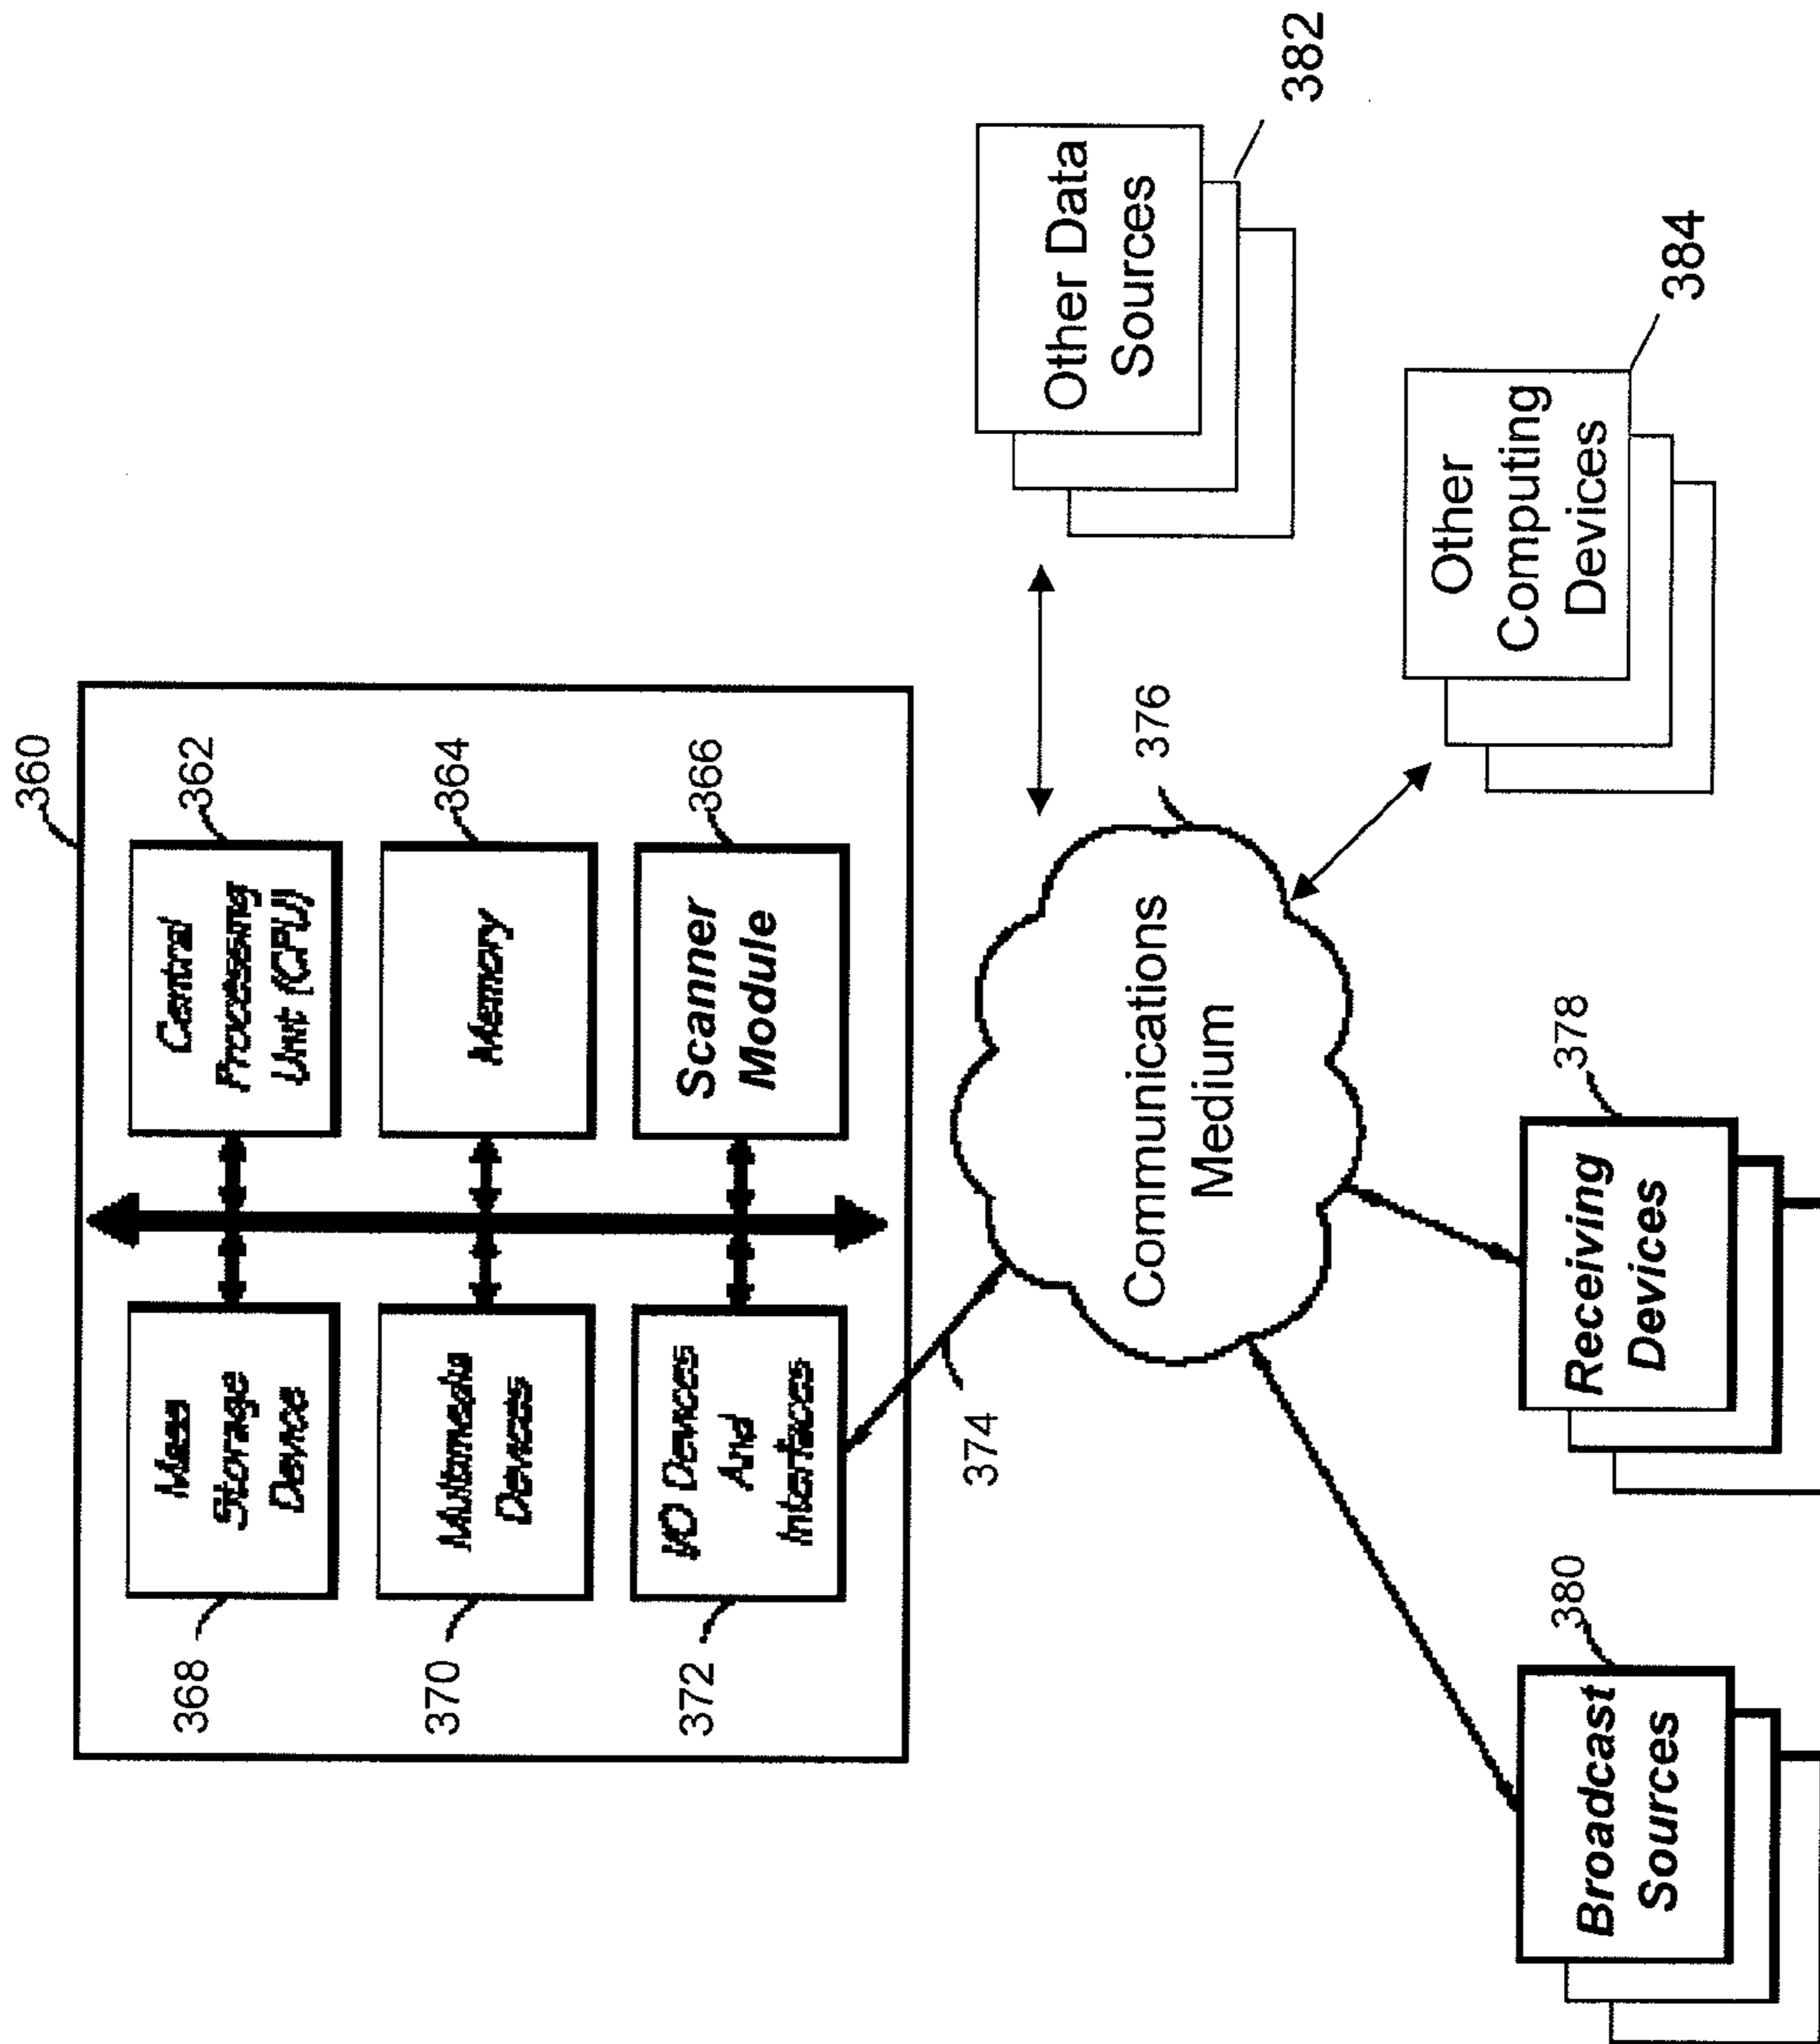 360
368
Mass
Storage
Device
Central
Processing
Unit (CPU)
362
370
Multimedia
Devices
Memory
364
372
I/O Devices
And
Interfaces
Scanner
Module
366
374
Communications
Medium
376
Other Data
Sources
382
Other
Computing
Devices
384
380
Broadcast
Sources
378
Receiving
Devices